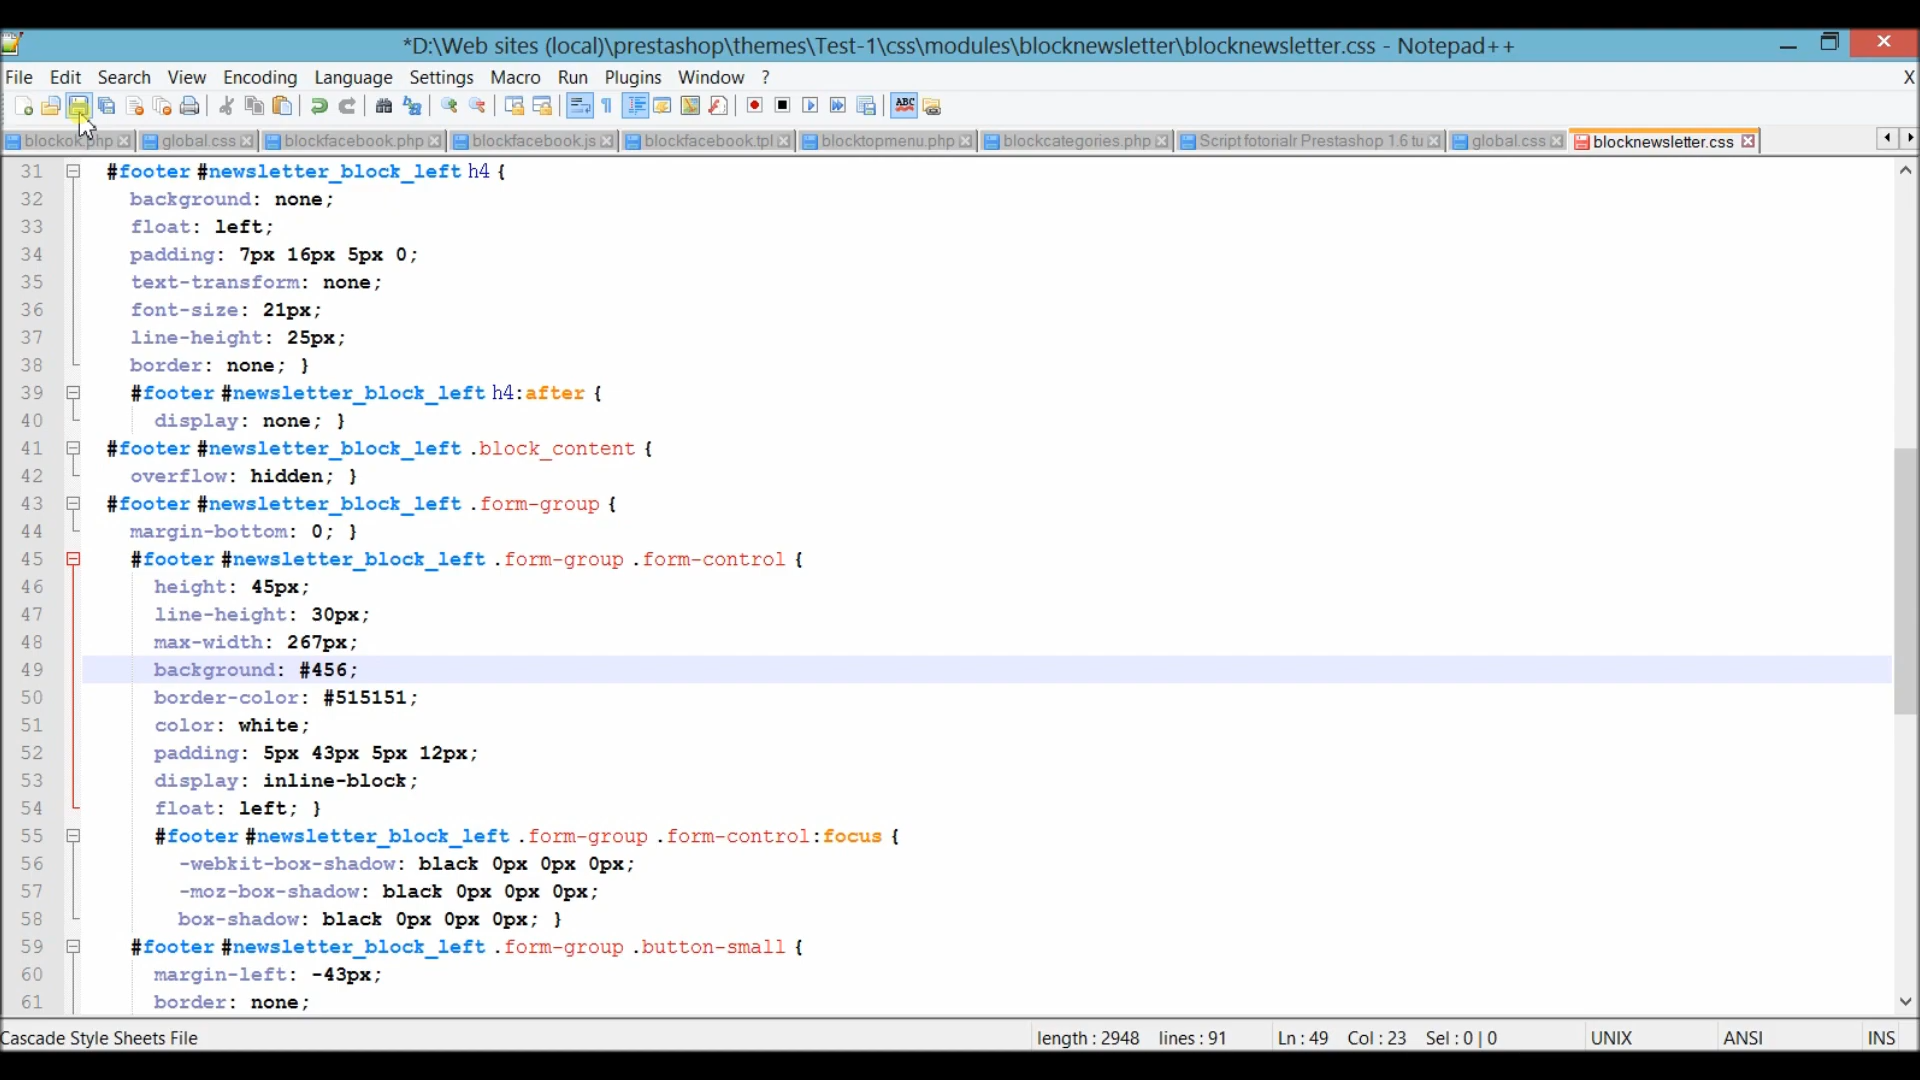 *D:\Web sites (local)\prestashop\themes\Test-1\css\modules\blocknewsletter\blocknewsletter.css - Notepad++
File Edit Search View Encoding Language Settings Macro Run Plugins Window ? X
ABC
blockok.php global.css blockfacebook.php blockfacebook.js blockfacebook.tpl blocktopmenu.php blockcategories.php Script fotorialr Prestashop 1.6 tu global.css blocknewsletter.css
31 #footer #newsletter_block_left h4 {
32 background: none;
33 float: left;
34 padding: 7px 16px 5px 0;
35 text-transform: none;
36 font-size: 21px;
37 line-height: 25px;
38 border: none; }
39 #footer #newsletter_block_left h4:after {
40 display: none; }
41 #footer #newsletter_block_left .block_content {
42 overflow: hidden; }
43 #footer #newsletter_block_left .form-group {
44 margin-bottom: 0; }
45 #footer #newsletter_block_left .form-group .form-control {
46 height: 45px;
47 line-height: 30px;
48 max-width: 267px;
49 background: #456;
50 border-color: #515151;
51 color: white;
52 padding: 5px 43px 5px 12px;
53 display: inline-block;
54 float: left; }
55 #footer #newsletter_block_left .form-group .form-control:focus {
56 -webkit-box-shadow: black 0px 0px 0px;
57 -moz-box-shadow: black 0px 0px 0px;
58 box-shadow: black 0px 0px 0px; }
59 #footer #newsletter_block_left .form-group .button-small {
60 margin-left: -43px;
61 border: none;
Cascade Style Sheets File length : 2948 lines : 91 Ln : 49 Col : 23 Sel : 0 | 0 UNIX ANSI INS